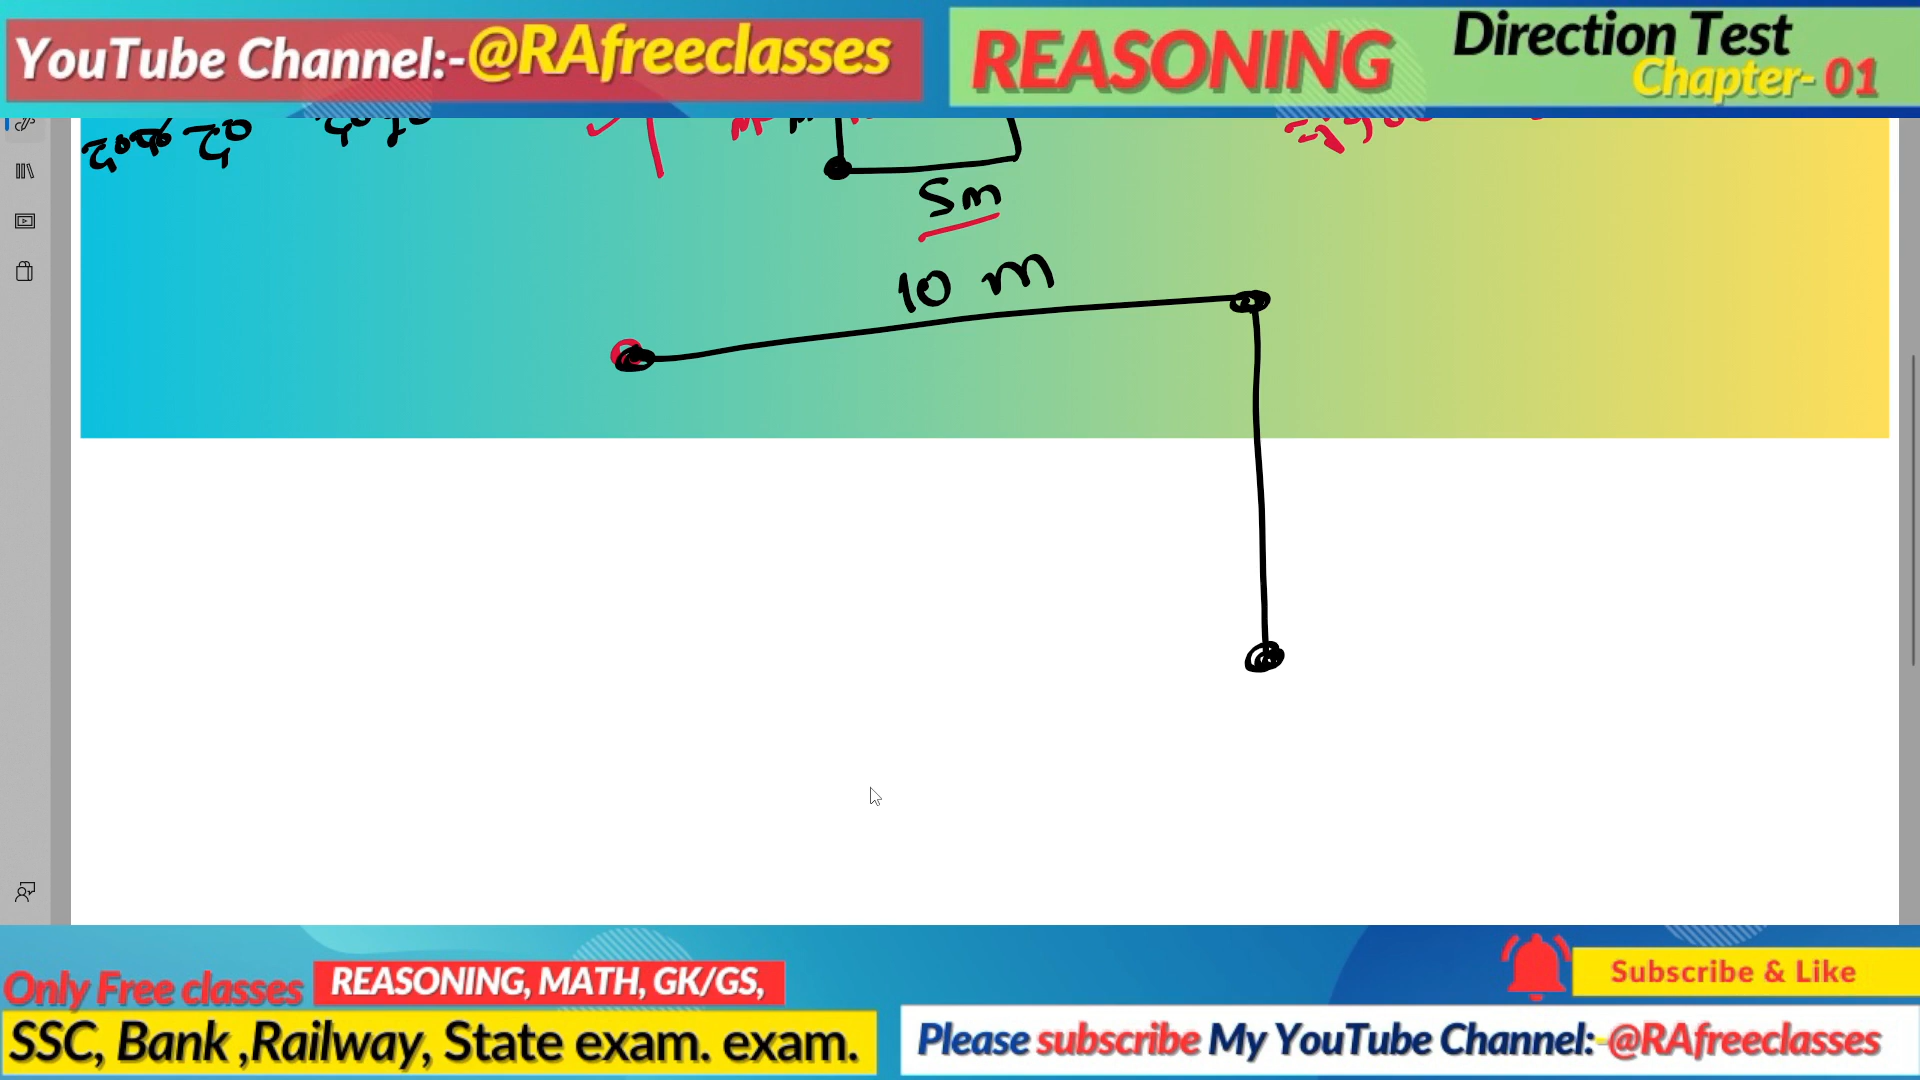 YouTube Channel:-@RAfreeclasses
REASONING
Direction Test
Chapter- 01
5m
10 m
Only Free classes
REASONING, MATH, GK/GS,
SSC, Bank ,Railway, State exam. exam.
Subscribe & Like
Please subscribe My YouTube Channel:-@RAfreeclasses